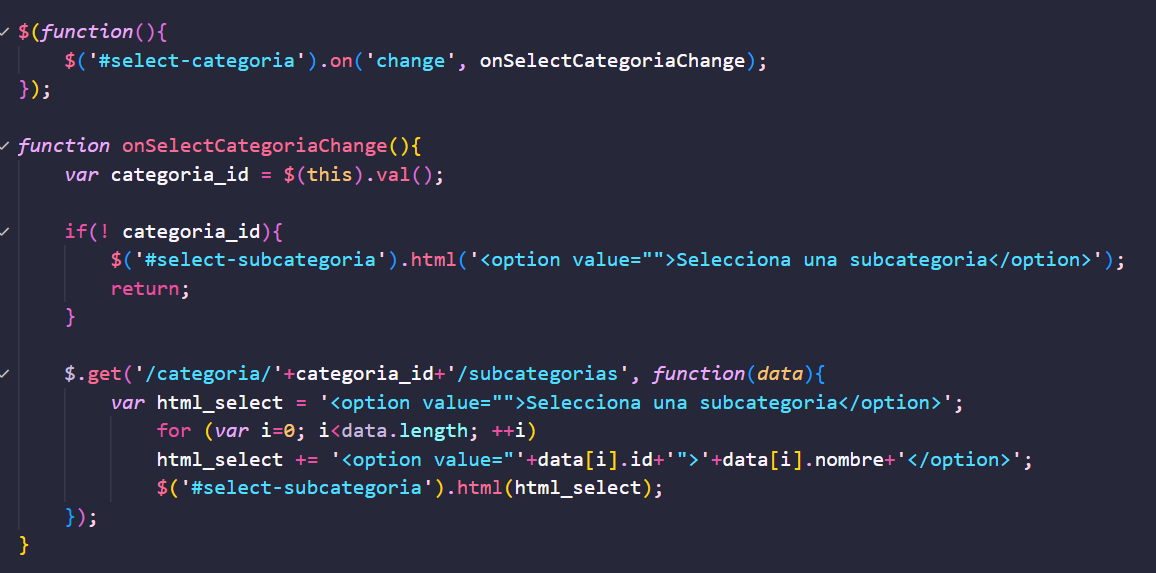 $(function(){
    $('#select-categoria').on('change', onSelectCategoriaChange);
});

function onSelectCategoriaChange(){
    var categoria_id = $(this).val();

    if(! categoria_id){
        $('#select-subcategoria').html('<option value="">Selecciona una subcategoria</option>');
        return;
    }

    $.get('/categoria/'+categoria_id+'/subcategorias', function(data){
        var html_select = '<option value="">Selecciona una subcategoria</option>';
            for (var i=0; i<data.length; ++i)
            html_select += '<option value="'+data[i].id+'">'+data[i].nombre+'</option>';
            $('#select-subcategoria').html(html_select);
    });
}